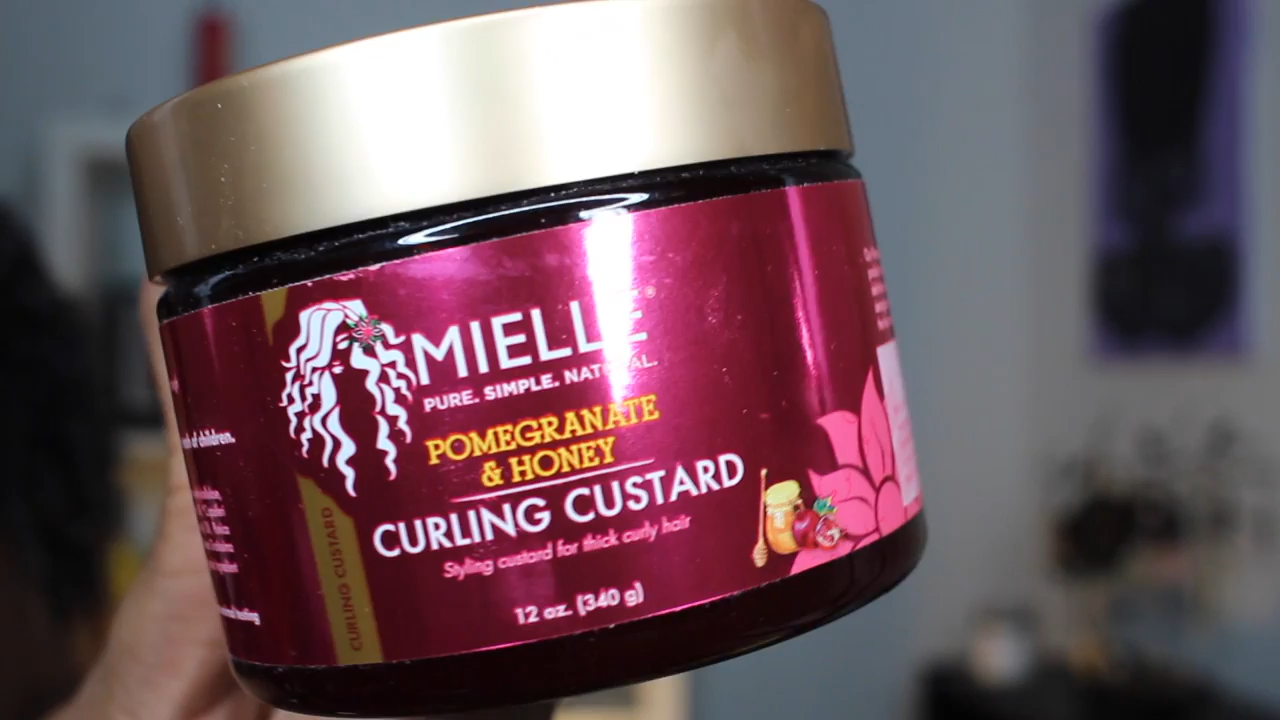 MIELLE
PURE. SIMPLE. NATURAL.
POMEGRANATE
& HONEY
CURLING CUSTARD
Styling custard for thick curly hair
12 oz. (340 g)
CURLING CUSTARD
of children.